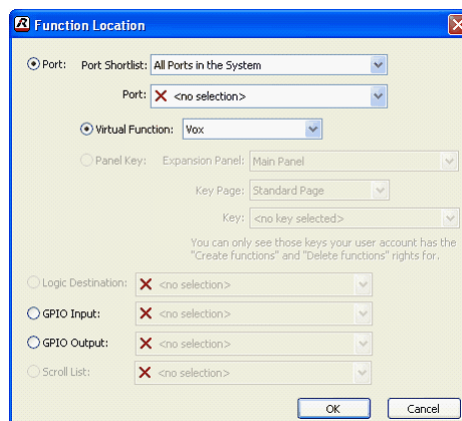 Function Location
Port: Port Shortlist: All Ports in the System
Port: <no selection>
Virtual Function: Vox
Panel Key: Expansion Panel: Main Panel
Key Page: Standard Page
Key: <no key selected>
You can only see those keys your user account has the
"Create functions" and "Delete functions" rights for.
Logic Destination: <no selection>
GPIO Input: <no selection>
GPIO Output: <no selection>
Scroll List: <no selection>
OK Cancel